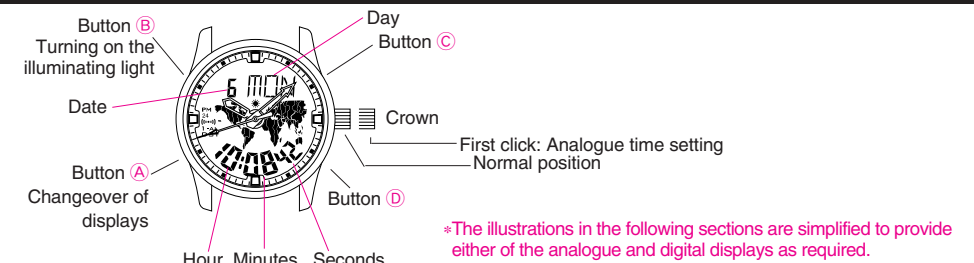 Button Ⓑ
Turning on the
illuminating light
Day
Button Ⓒ
Date
6 MON
PM
24
Crown
First click: Analogue time setting
Normal position
10:08 42"
Button Ⓐ
Changeover of
displays
Button Ⓓ
Hour Minutes Seconds
*The illustrations in the following sections are simplified to provide
either of the analogue and digital displays as required.